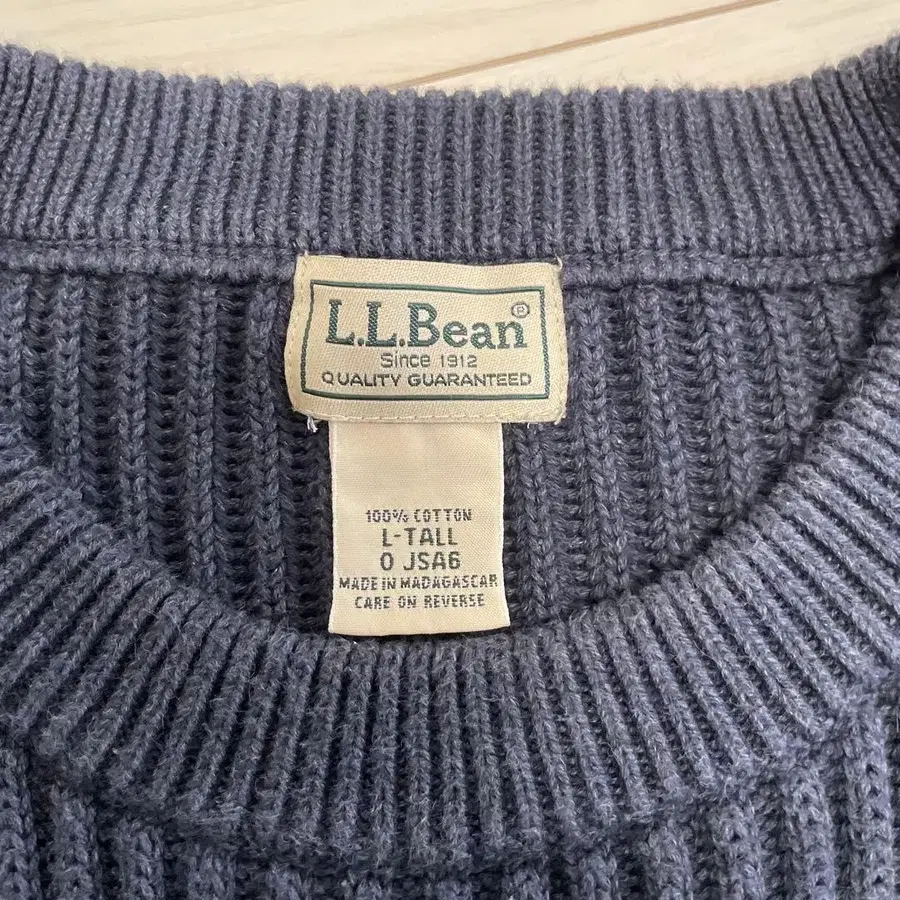 L.L.Bean®
Since 1912
QUALITY GUARANTEED
100% COTTON
L-TALL
0 JSA6
MADE IN MADAGASCAR
CARE ON REVERSE